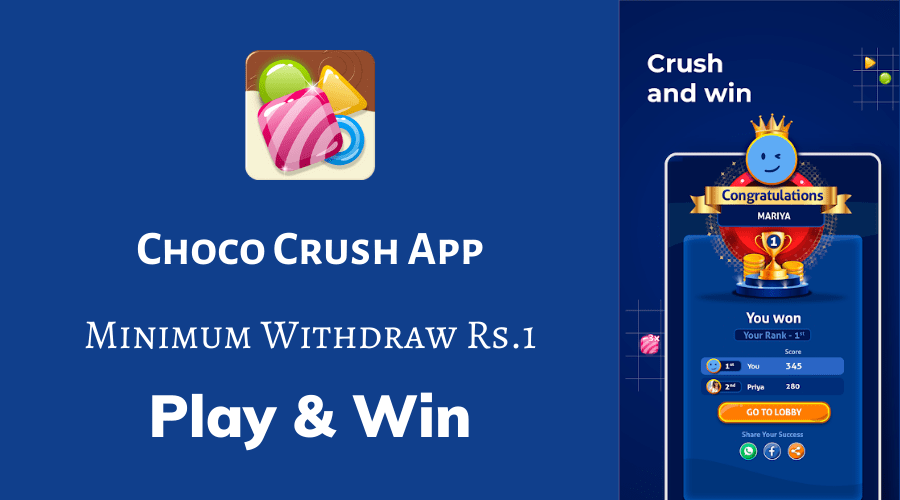 Choco Crush App
Minimum Withdraw Rs.1
Play & Win
Crush
and win
Congratulations
MARIYA
1
You won
Your Rank - 1st
Score
1st You 345
2nd Priya 280
GO TO LOBBY
Share Your Success
3x